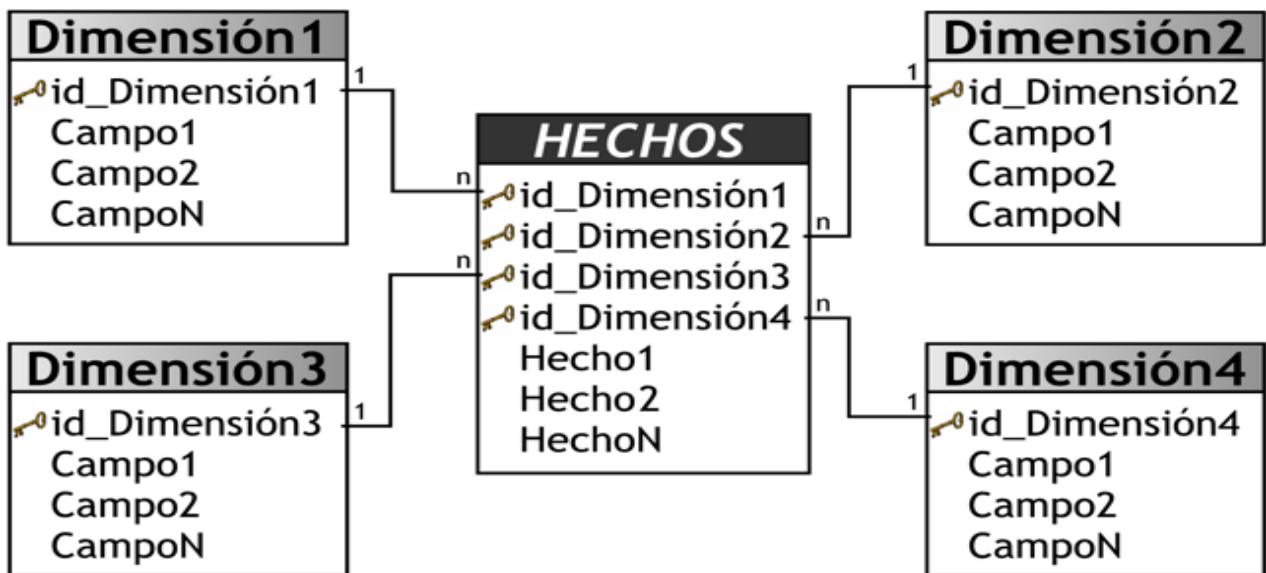 Dimensión1
id_Dimensión1
Campo1
Campo2
CampoN
1
Dimensión2
id_Dimensión2
Campo1
Campo2
CampoN
1
HECHOS
id_Dimensión1
id_Dimensión2
id_Dimensión3
id_Dimensión4
Hecho1
Hecho2
HechoN
n
n
n
n
Dimensión3
id_Dimensión3
Campo1
Campo2
CampoN
1
Dimensión4
id_Dimensión4
Campo1
Campo2
CampoN
1